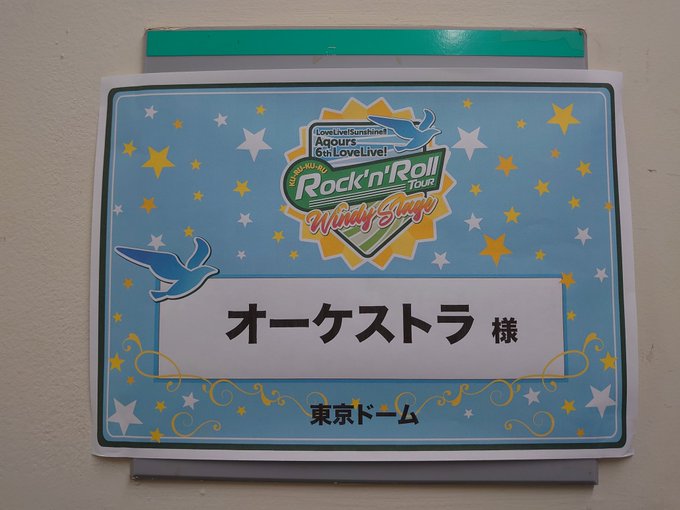 LoveLive!Sunshine!!
Aqours
6th LoveLive!
KU-RU-KU-RU
Rock'n'Roll
TOUR
Windy Stage
オーケストラ 様
東京ドーム